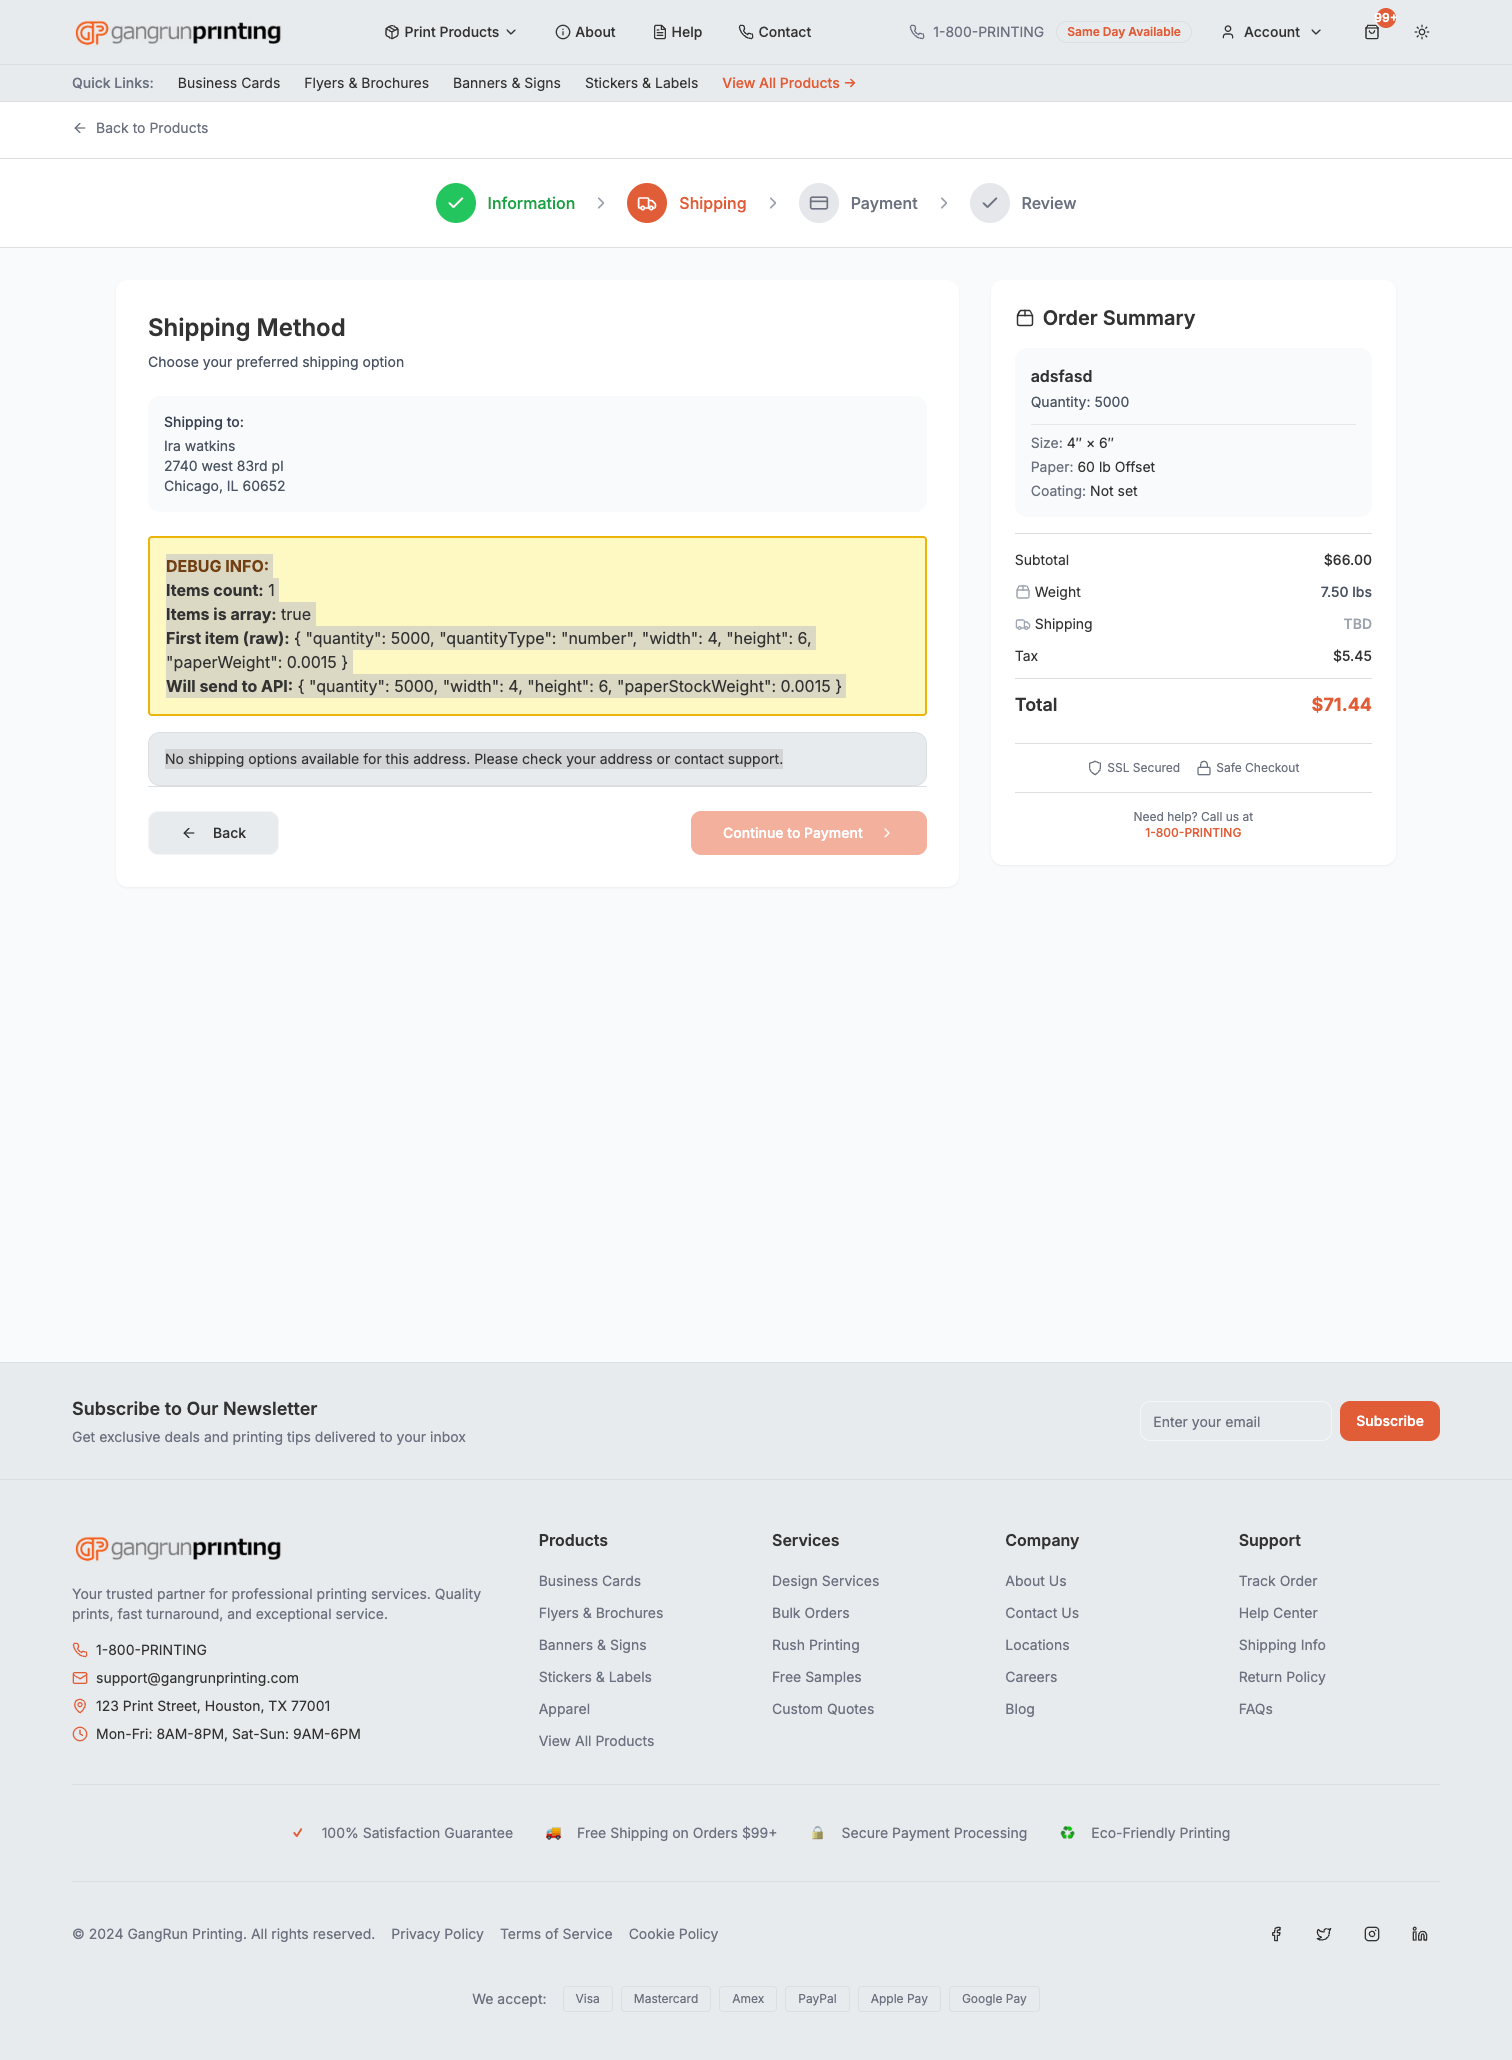 gangrunprinting
Print Products
About
Help
Contact
1-800-PRINTING
Same Day Available
Account
99+
Quick Links:
Business Cards
Flyers & Brochures
Banners & Signs
Stickers & Labels
View All Products →
Back to Products
Information
Shipping
Payment
Review
Shipping Method
Choose your preferred shipping option
Shipping to:
Ira watkins
2740 west 83rd pl
Chicago, IL 60652
DEBUG INFO:
Items count: 1
Items is array: true
First item (raw): { "quantity": 5000, "quantityType": "number", "width": 4, "height": 6,
"paperWeight": 0.0015 }
Will send to API: { "quantity": 5000, "width": 4, "height": 6, "paperStockWeight": 0.0015 }
No shipping options available for this address. Please check your address or contact support.
Back
Continue to Payment
Order Summary
adsfasd
Quantity: 5000
Size: 4″ × 6″
Paper: 60 lb Offset
Coating: Not set
Subtotal $66.00
Weight 7.50 lbs
Shipping TBD
Tax $5.45
Total $71.44
SSL Secured
Safe Checkout
Need help? Call us at
1-800-PRINTING
Subscribe to Our Newsletter
Get exclusive deals and printing tips delivered to your inbox
Enter your email
Subscribe
gangrunprinting
Your trusted partner for professional printing services. Quality
prints, fast turnaround, and exceptional service.
1-800-PRINTING
support@gangrunprinting.com
123 Print Street, Houston, TX 77001
Mon-Fri: 8AM-8PM, Sat-Sun: 9AM-6PM
Products
Business Cards
Flyers & Brochures
Banners & Signs
Stickers & Labels
Apparel
View All Products
Services
Design Services
Bulk Orders
Rush Printing
Free Samples
Custom Quotes
Company
About Us
Contact Us
Locations
Careers
Blog
Support
Track Order
Help Center
Shipping Info
Return Policy
FAQs
100% Satisfaction Guarantee
Free Shipping on Orders $99+
Secure Payment Processing
Eco-Friendly Printing
© 2024 GangRun Printing. All rights reserved.
Privacy Policy
Terms of Service
Cookie Policy
We accept:
Visa
Mastercard
Amex
PayPal
Apple Pay
Google Pay